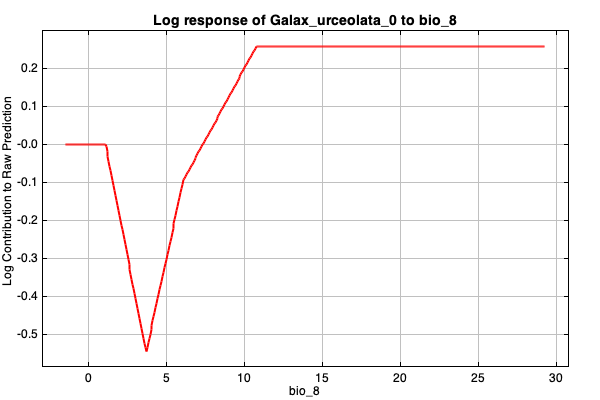 Log response of Galax_urceolata_0 to bio_8
Log Contribution to Raw Prediction
0.2
0.1
-0.0
-0.1
-0.2
-0.3
-0.4
-0.5
0 5 10 15 20 25 30
bio_8